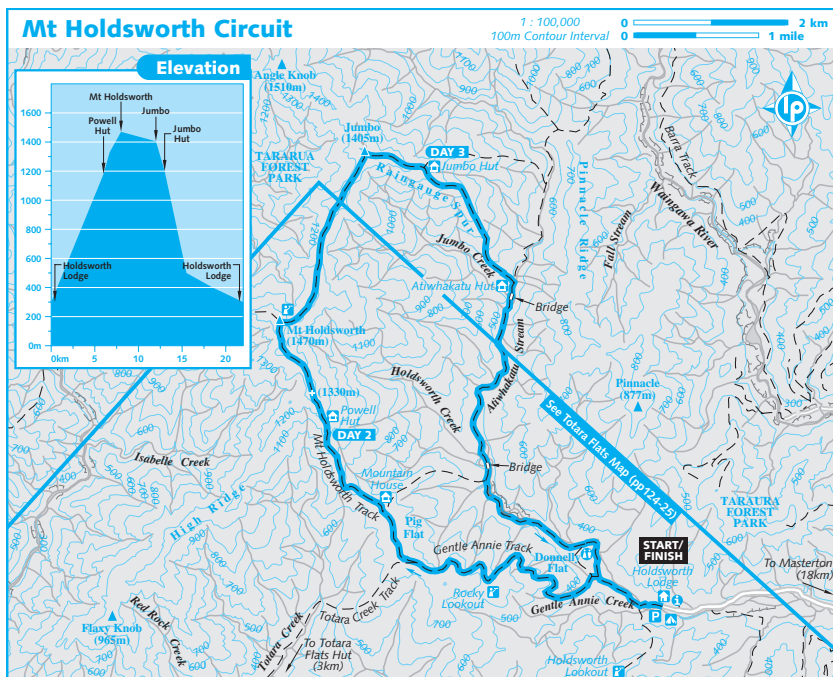 Mt Holdsworth Circuit
1 : 100,000
100m Contour Interval
0 2 km
0 1 mile
Elevation
1600
1400
1200
1000
800
600
400
200
0m
0km 5 10 15 20
Mt Holdsworth
Powell
Hut
Jumbo
Jumbo
Hut
Holdsworth
Lodge
Holdsworth
Lodge
Angle Knob
(1510m)
Jumbo
(1405m)
TARARUA
FOREST
PARK
DAY 3
Jumbo Hut
Raingauge Spur
Jumbo Creek
Atiwhakatu Hut
Bridge
Pinnacle Ridge
Fall Stream
Barra Track
Waingawa River
lp
Mt Holdsworth
(1470m)
(1330m)
Powell
Hut
DAY 2
Mt Holdsworth Track
Mountain
House
Pig
Flat
Holdsworth
Creek
Atiwhakatu Stream
Bridge
Pinnacle
(877m)
See Totara Flats Map (pp124-25)
TARAURA
FOREST
PARK
Isabelle Creek
High Ridge
Gentle Annie Track
Donnell
Flat
START/
FINISH
Holdsworth
Lodge
To Masterton
(18km)
P
Rocky
Lookout
Gentle Annie Creek
Totara Creek Track
Totara Creek
To Totara
Flats Hut
(3km)
Flaxy Knob
(965m)
Red Rock
Creek
Holdsworth
Lookout